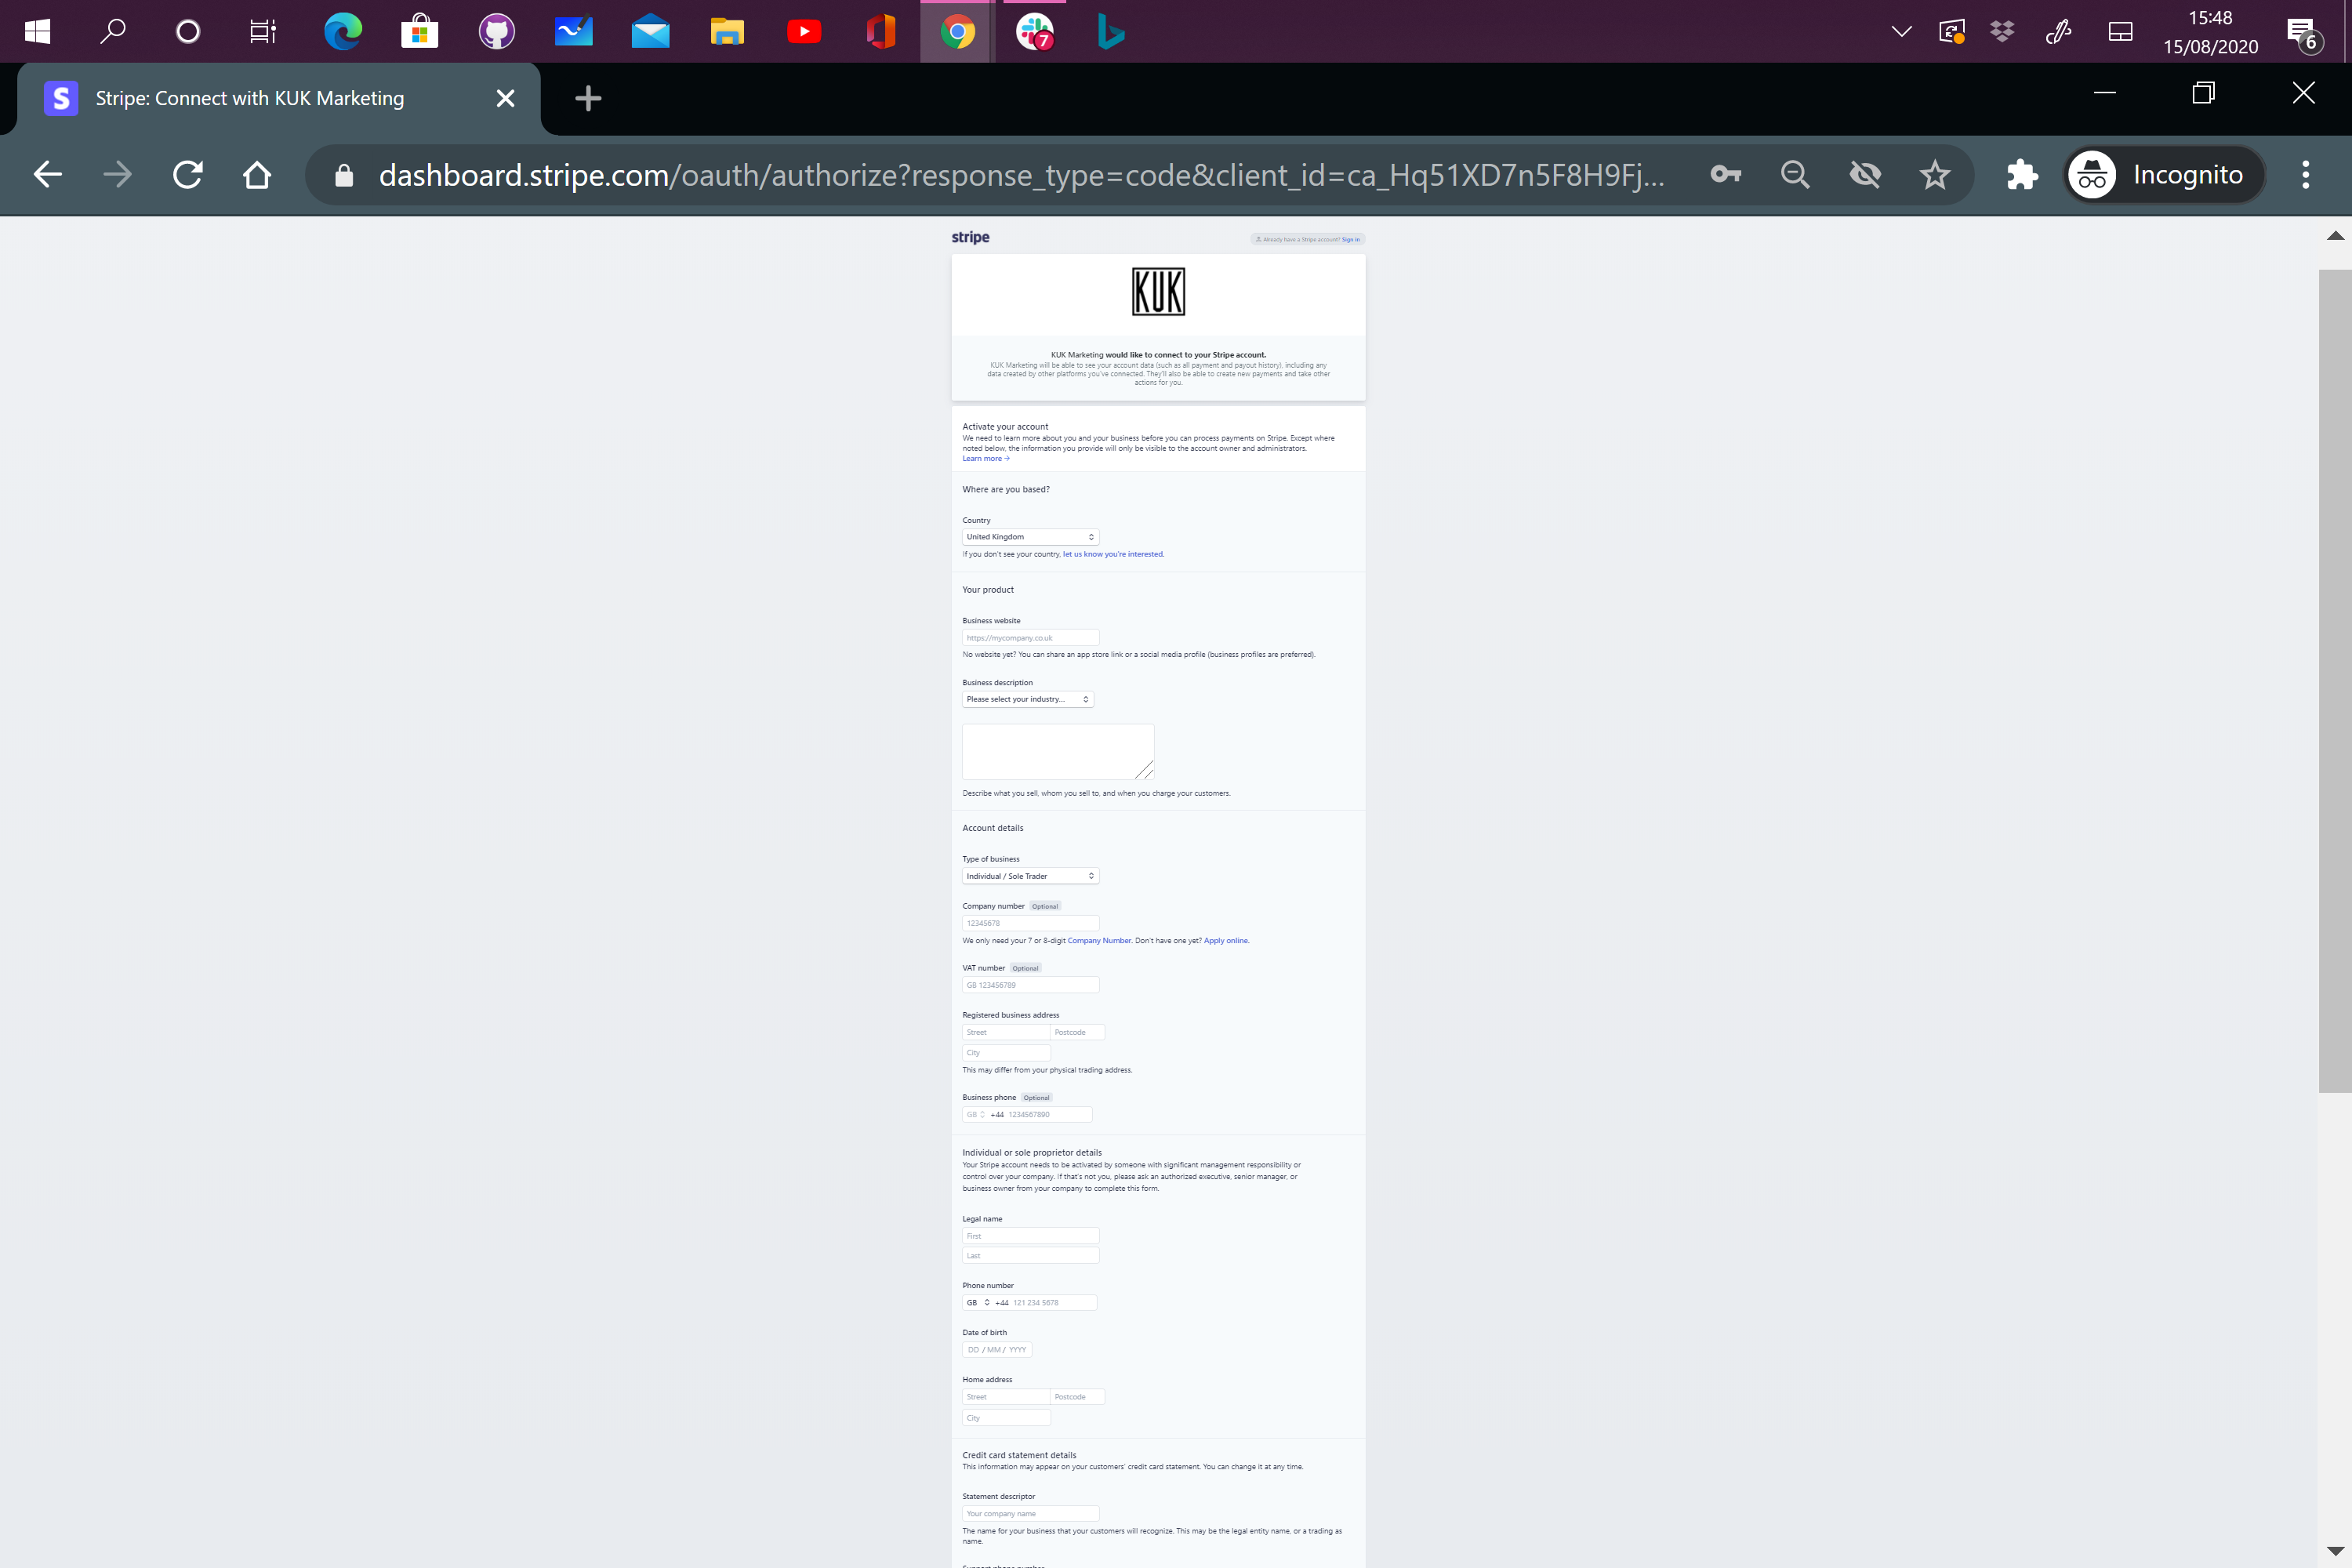 7
15:48
15/08/2020
6
S Stripe: Connect with KUK Marketing
dashboard.stripe.com/oauth/authorize?response_type=code&client_id=ca_Hq51XD7n5F8H9Fj...
Incognito
stripe
Already have a Stripe account? Sign in
KUK
KUK Marketing would like to connect to your Stripe account.
KUK Marketing will be able to see your account data (such as all payment and payout history), including any
data created by other platforms you've connected. They'll also be able to create new payments and take other
actions for you.
Activate your account
We need to learn more about you and your business before you can process payments on Stripe. Except where
noted below, the information you provide will only be visible to the account owner and administrators.
Learn more →
Where are you based?
Country
United Kingdom
If you don't see your country, let us know you're interested.
Your product
Business website
https://mycompany.co.uk
No website yet? You can share an app store link or a social media profile (business profiles are preferred).
Business description
Please select your industry...
Describe what you sell, whom you sell to, and when you charge your customers.
Account details
Type of business
Individual / Sole Trader
Company number Optional
12345678
We only need your 7 or 8-digit Company Number. Don't have one yet? Apply online.
VAT number Optional
GB 123456789
Registered business address
Street Postcode
City
This may differ from your physical trading address.
Business phone Optional
GB +44 1234567890
Individual or sole proprietor details
Your Stripe account needs to be activated by someone with significant management responsibility or
control over your company. If that's not you, please ask an authorized executive, senior manager, or
business owner from your company to complete this form.
Legal name
First
Last
Phone number
GB +44 121 234 5678
Date of birth
DD / MM / YYYY
Home address
Street Postcode
City
Credit card statement details
This information may appear on your customers' credit card statement. You can change it at any time.
Statement descriptor
Your company name
The name for your business that your customers will recognize. This may be the legal entity name, or a trading as
name.